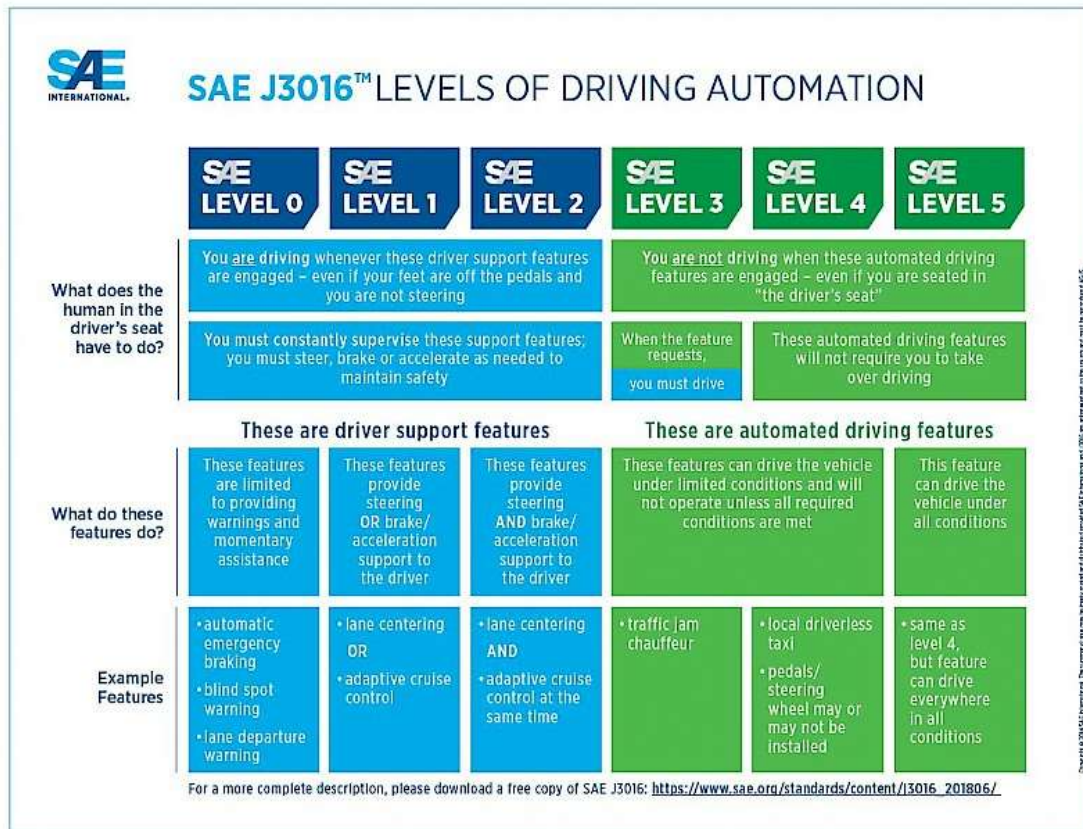 SAE
INTERNATIONAL®
SAE J3016™ LEVELS OF DRIVING AUTOMATION
SAE
LEVEL 0
SAE
LEVEL 1
SAE
LEVEL 2
SAE
LEVEL 3
SAE
LEVEL 4
SAE
LEVEL 5
What does the
human in the
driver's seat
have to do?
You are driving whenever these driver support features
are engaged – even if your feet are off the pedals and
you are not steering
You are not driving when these automated driving
features are engaged – even if you are seated in
"the driver's seat"
You must constantly supervise these support features;
you must steer, brake or accelerate as needed to
maintain safety
When the feature
requests,
you must drive
These automated driving features
will not require you to take
over driving
These are driver support features
These are automated driving features
What do these
features do?
These features
are limited
to providing
warnings and
momentary
assistance
These features
provide
steering
OR brake/
acceleration
support to
the driver
These features
provide
steering
AND brake/
acceleration
support to
the driver
These features can drive the vehicle
under limited conditions and will
not operate unless all required
conditions are met
This feature
can drive the
vehicle under
all conditions
Example
Features
• automatic
emergency
braking
• blind spot
warning
• lane departure
warning
• lane centering
OR
• adaptive cruise
control
• lane centering
AND
• adaptive cruise
control at the
same time
• traffic jam
chauffeur
• local driverless
taxi
• pedals/
steering
wheel may or
may not be
installed
• same as
level 4,
but feature
can drive
everywhere
in all
conditions
For a more complete description, please download a free copy of SAE J3016: https://www.sae.org/standards/content/J3016_201806/